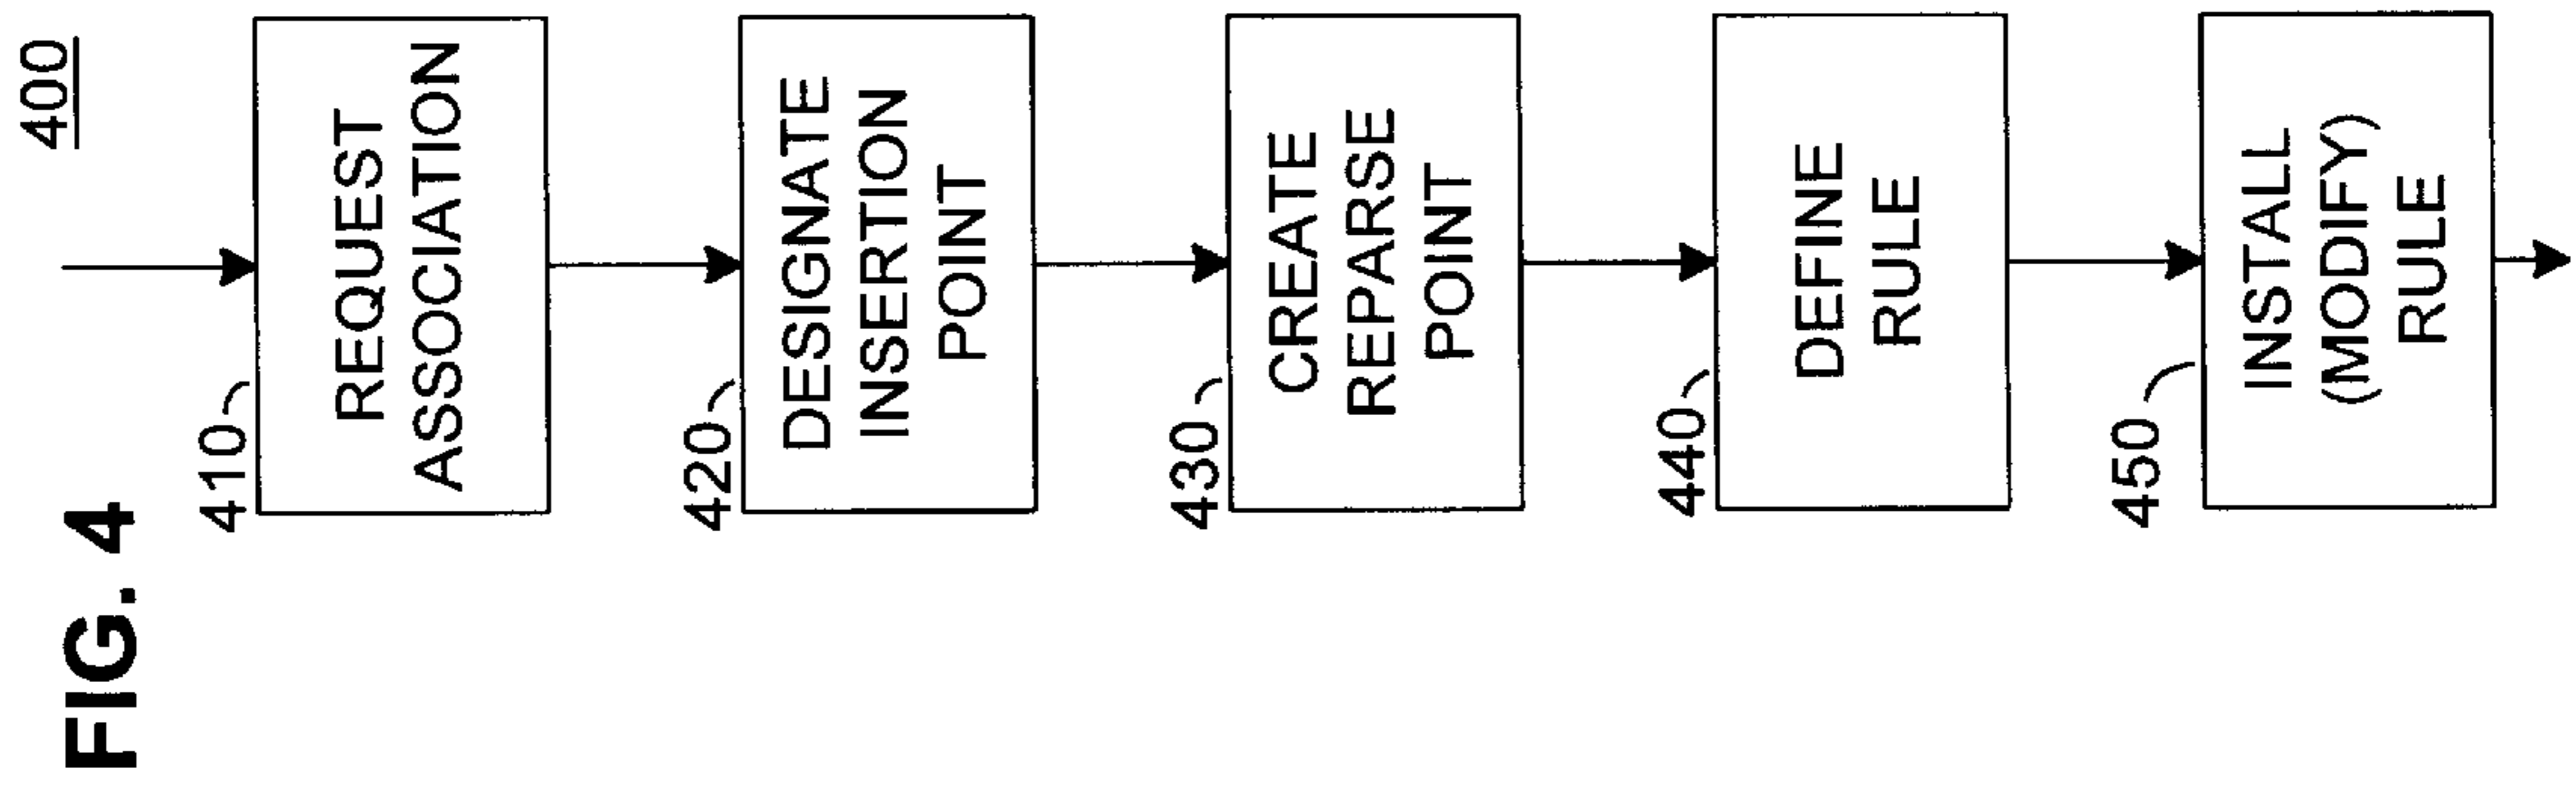 FIG. 4
400
410
REQUEST
ASSOCIATION
420
DESIGNATE
INSERTION
POINT
430
CREATE
REPARSE
POINT
440
DEFINE
RULE
450
INSTALL
(MODIFY)
RULE